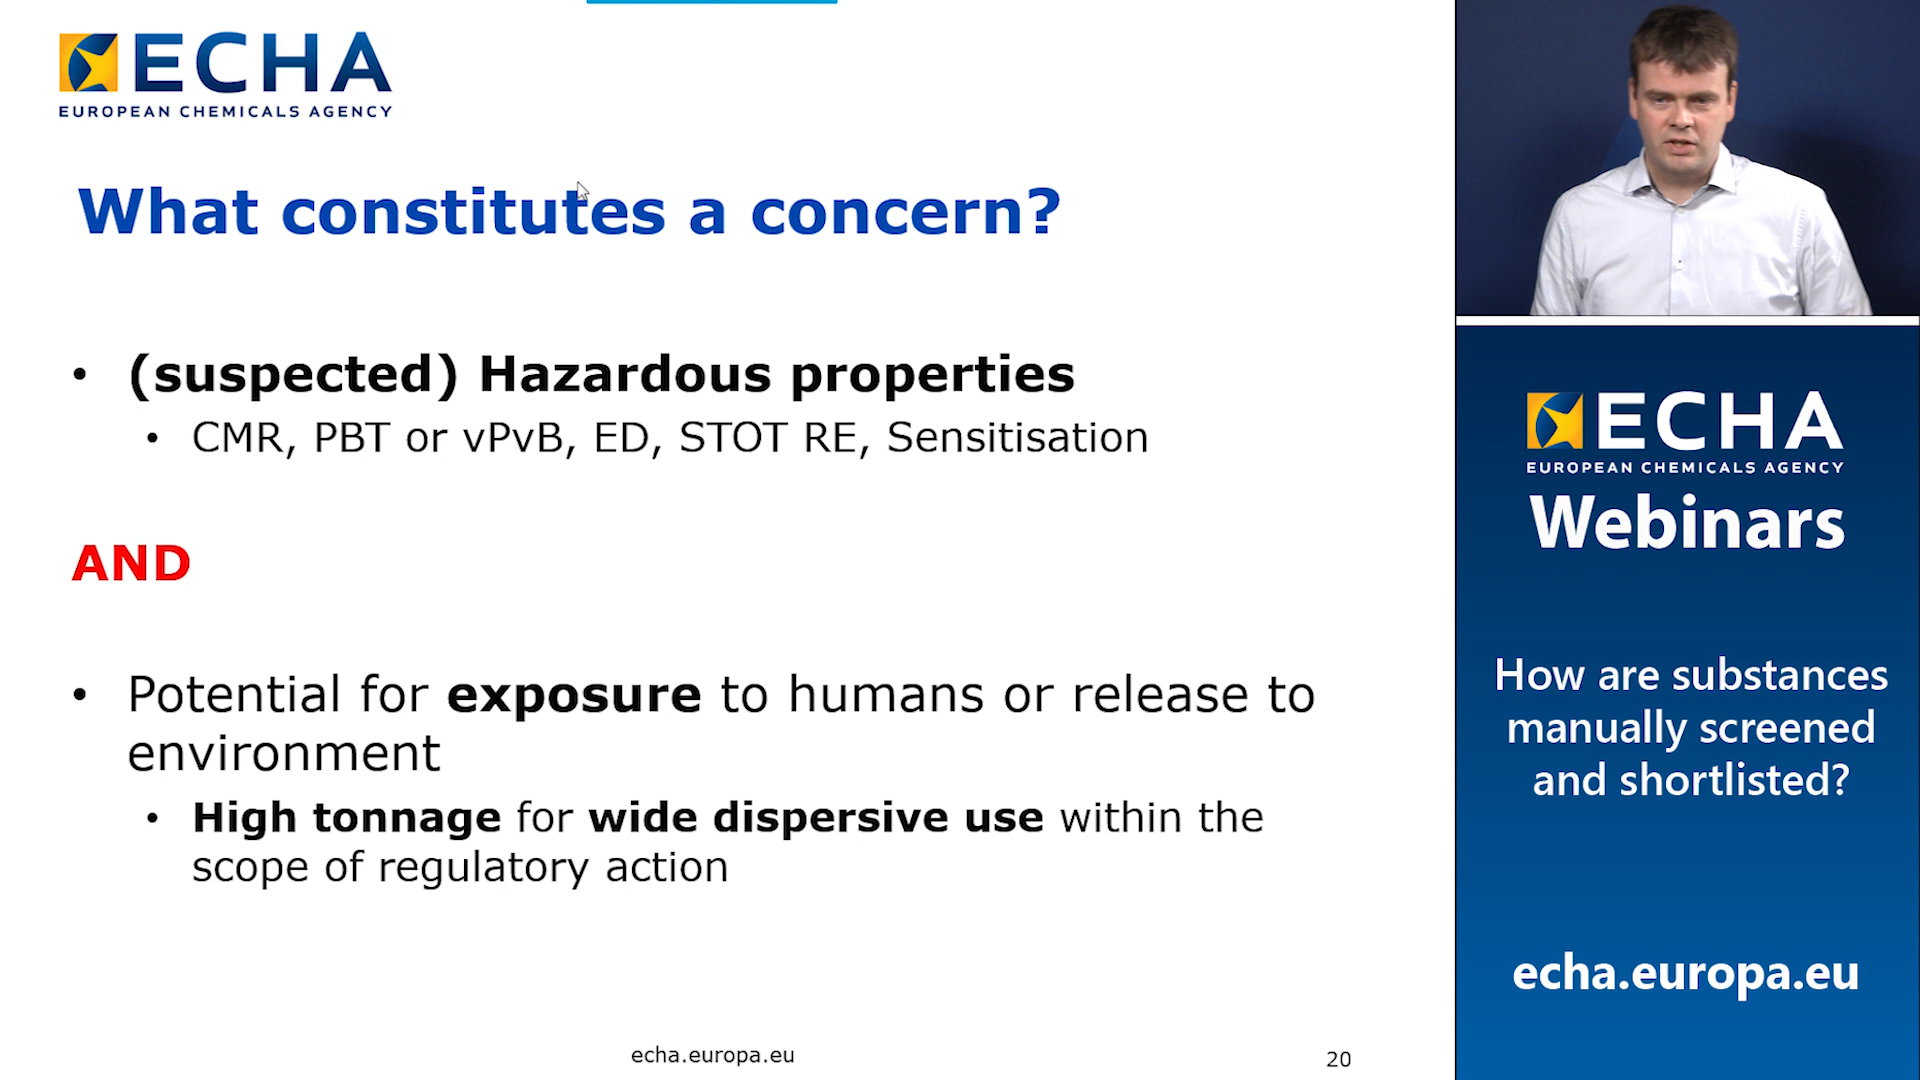 ECHA
EUROPEAN CHEMICALS AGENCY
What constitutes a concern?
• (suspected) Hazardous properties
• CMR, PBT or vPvB, ED, STOT RE, Sensitisation
AND
• Potential for exposure to humans or release to
environment
• High tonnage for wide dispersive use within the
scope of regulatory action
echa.europa.eu
20
ECHA
EUROPEAN CHEMICALS AGENCY
Webinars
How are substances
manually screened
and shortlisted?
echa.europa.eu